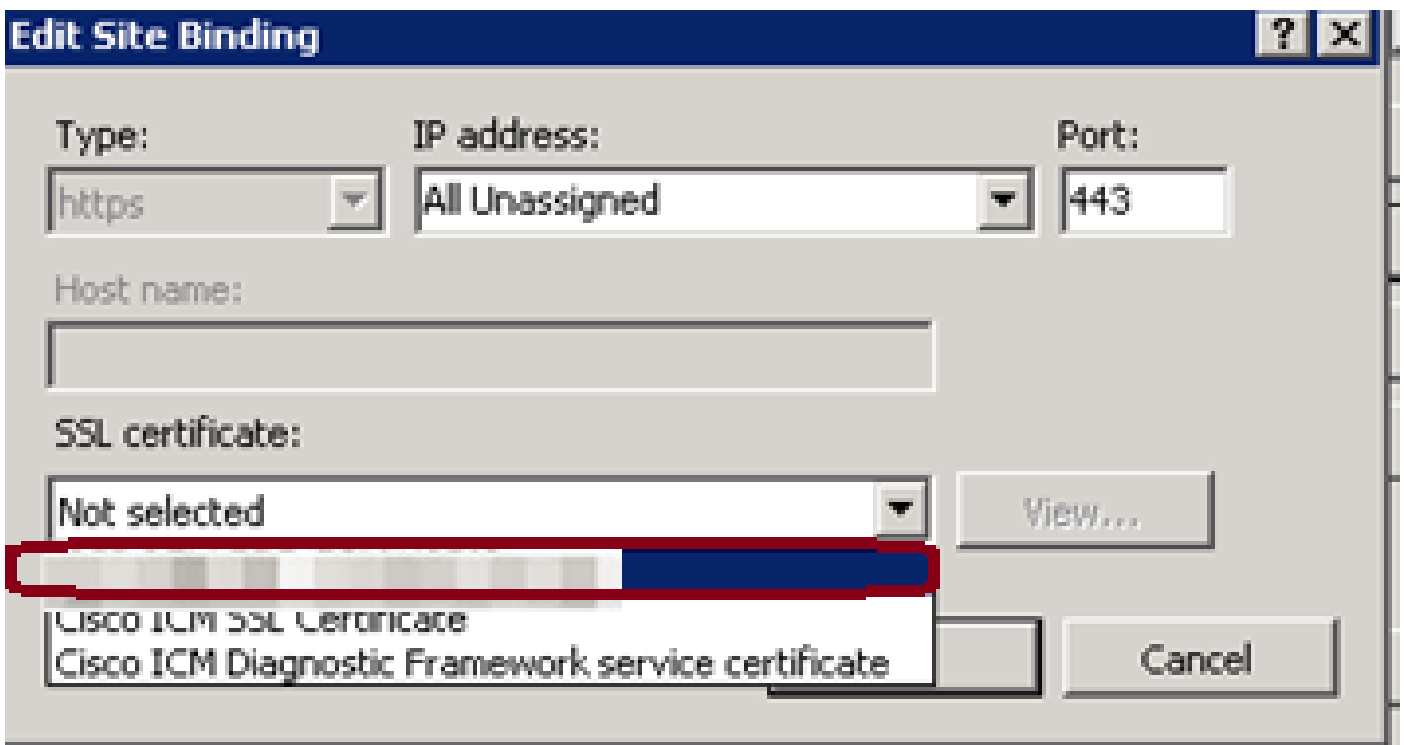 Edit Site Binding
?
Type: IP address: Port:
https All Unassigned 443
Host name:
SSL certificate:
Not selected View...
Cisco ICM SSL Certificate
Cisco ICM Diagnostic Framework service certificate
Cancel